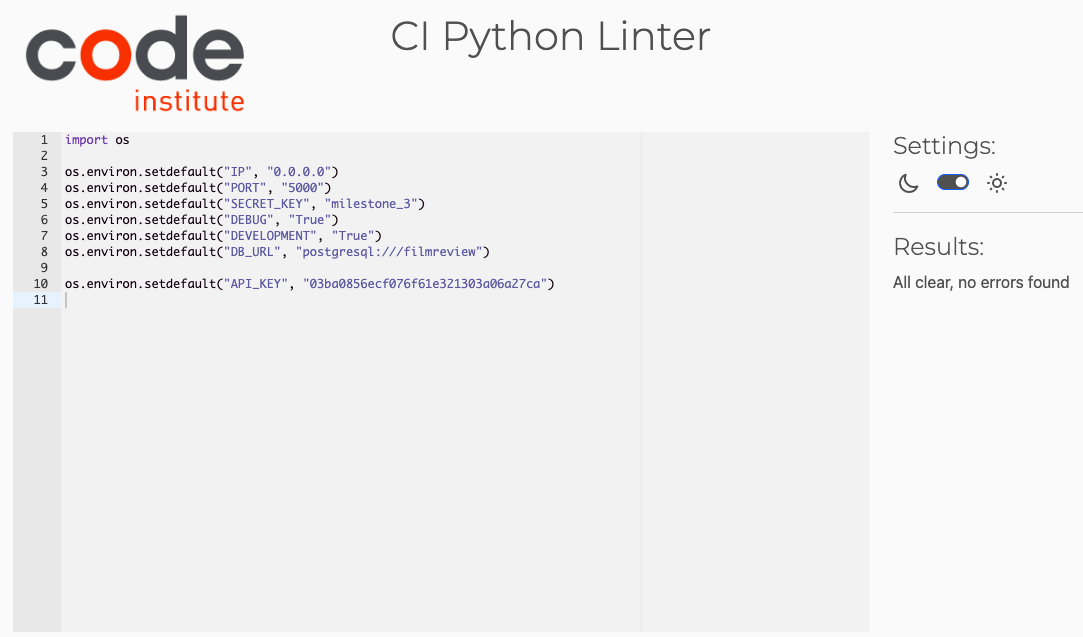 code
institute
CI Python Linter
1 import os
2
3 os.environ.setdefault("IP", "0.0.0.0")
4 os.environ.setdefault("PORT", "5000")
5 os.environ.setdefault("SECRET_KEY", "milestone_3")
6 os.environ.setdefault("DEBUG", "True")
7 os.environ.setdefault("DEVELOPMENT", "True")
8 os.environ.setdefault("DB_URL", "postgresql:///filmreview")
9
10 os.environ.setdefault("API_KEY", "03ba0856ecf076f61e321303a06a27ca")
11
Settings:
Results:
All clear, no errors found